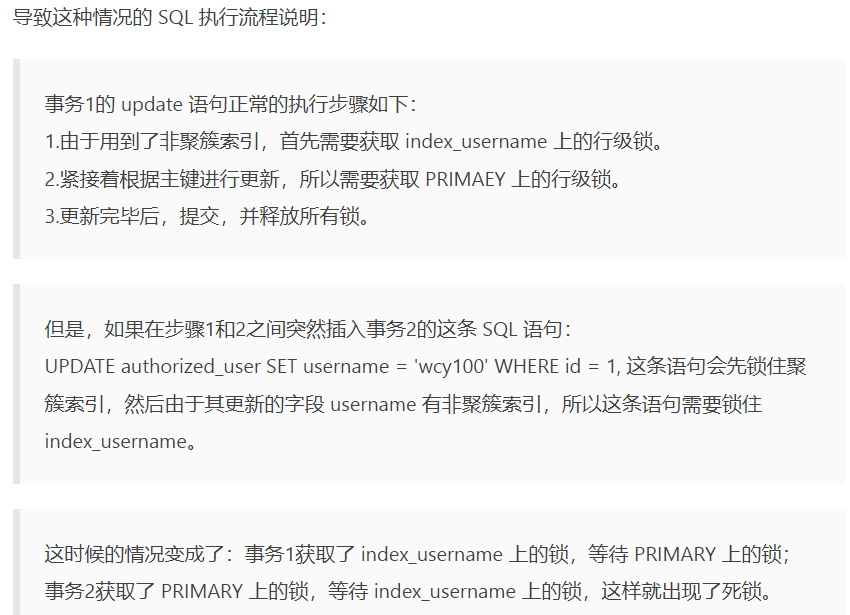 导致这种情况的 SQL 执行流程说明：
事务1的 update 语句正常的执行步骤如下：
1.由于用到了非聚簇索引，首先需要获取 index_username 上的行级锁。
2.紧接着根据主键进行更新，所以需要获取 PRIMAEY 上的行级锁。
3.更新完毕后，提交，并释放所有锁。
但是，如果在步骤1和2之间突然插入事务2的这条 SQL 语句：
UPDATE authorized_user SET username = 'wcy100' WHERE id = 1, 这条语句会先锁住聚
簇索引，然后由于其更新的字段 username 有非聚簇索引，所以这条语句需要锁住
index_username。
这时候的情况变成了：事务1获取了 index_username 上的锁，等待 PRIMARY 上的锁；
事务2获取了 PRIMARY 上的锁，等待 index_username 上的锁，这样就出现了死锁。